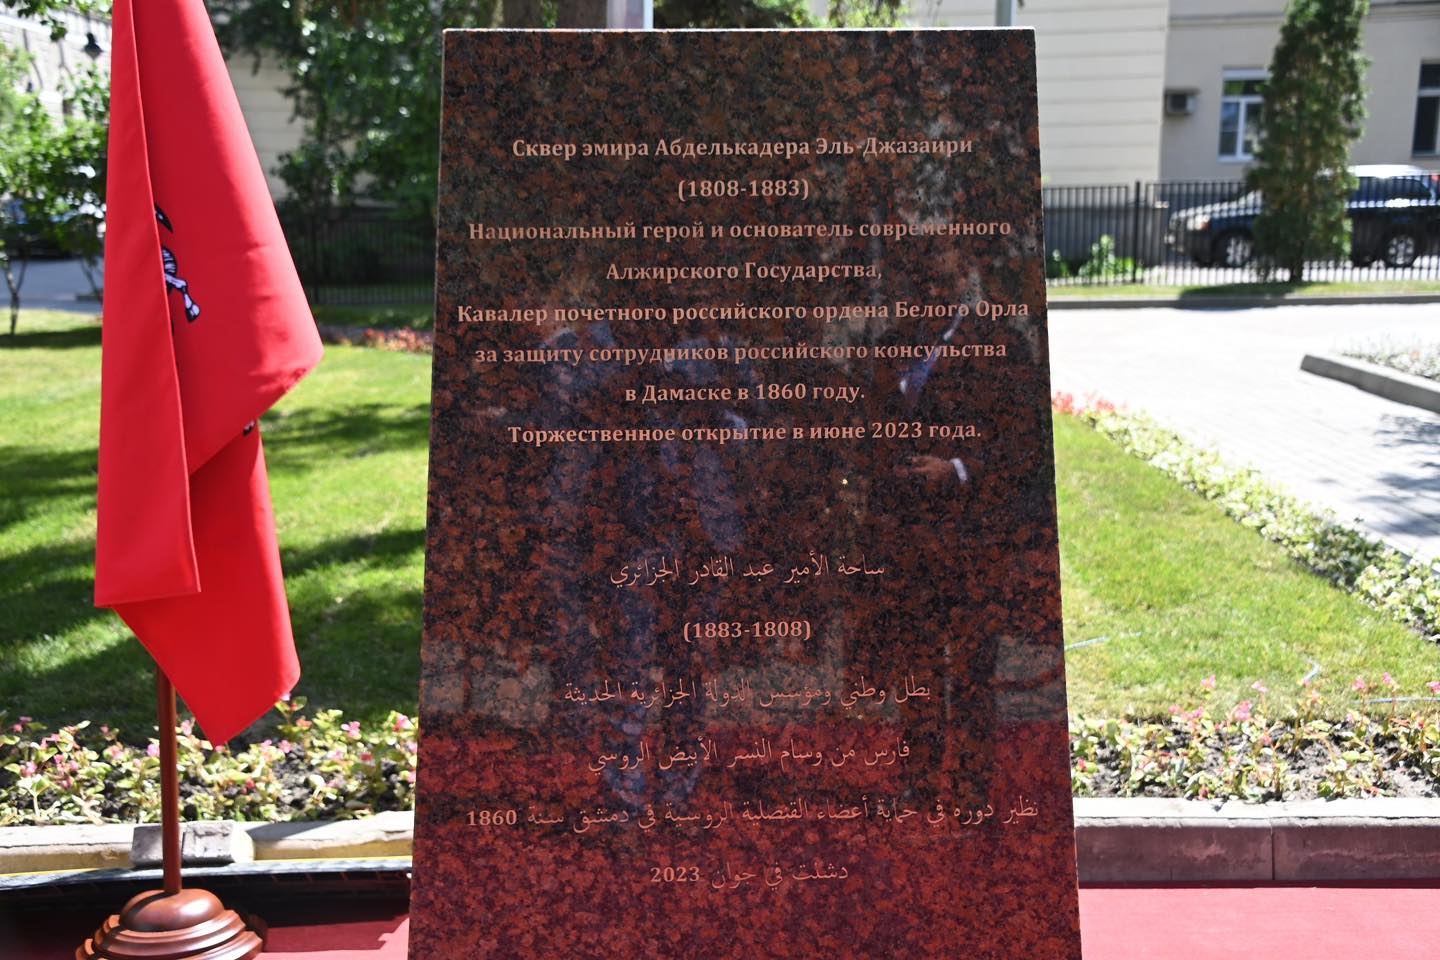 Сквер эмира Абделькадера Эль-Джазаири
(1808-1883)
Национальный герой и основатель современного
Алжирского Государства,
Кавалер почетного российского ордена Белого Орла
за защиту сотрудников российского консульства
в Дамаске в 1860 году.
Торжественное открытие в июне 2023 года.
ساحة الأمير عبد القادر الجزائري
(1883-1808)
بطل وطني ومؤسس الدولة الجزائرية الحديثة
فارس من وسام النسر الأبيض الروسي
نظير دوره في حماية أعضاء القنصلية الروسية في دمشق سنة 1860
دشلت في جوان 2023